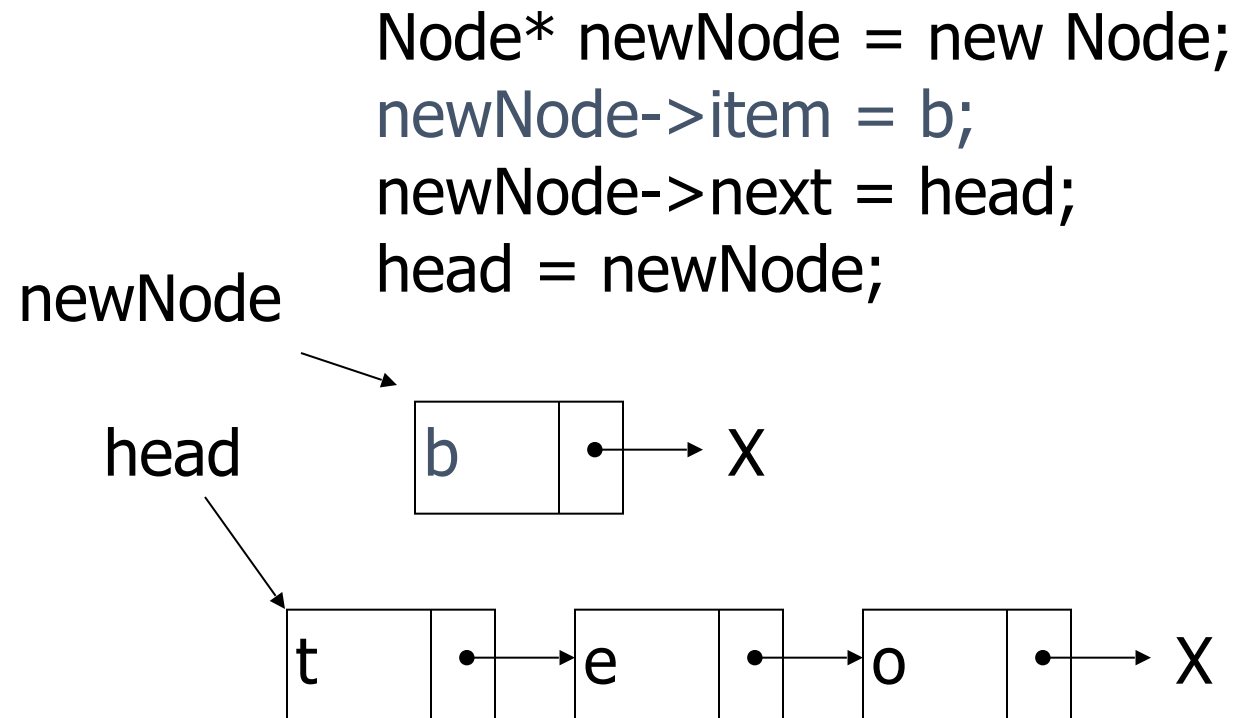 Node* newNode = new Node;
newNode->item = b;
newNode->next = head;
head = newNode;
newNode
head
b
X
t
e
o
X